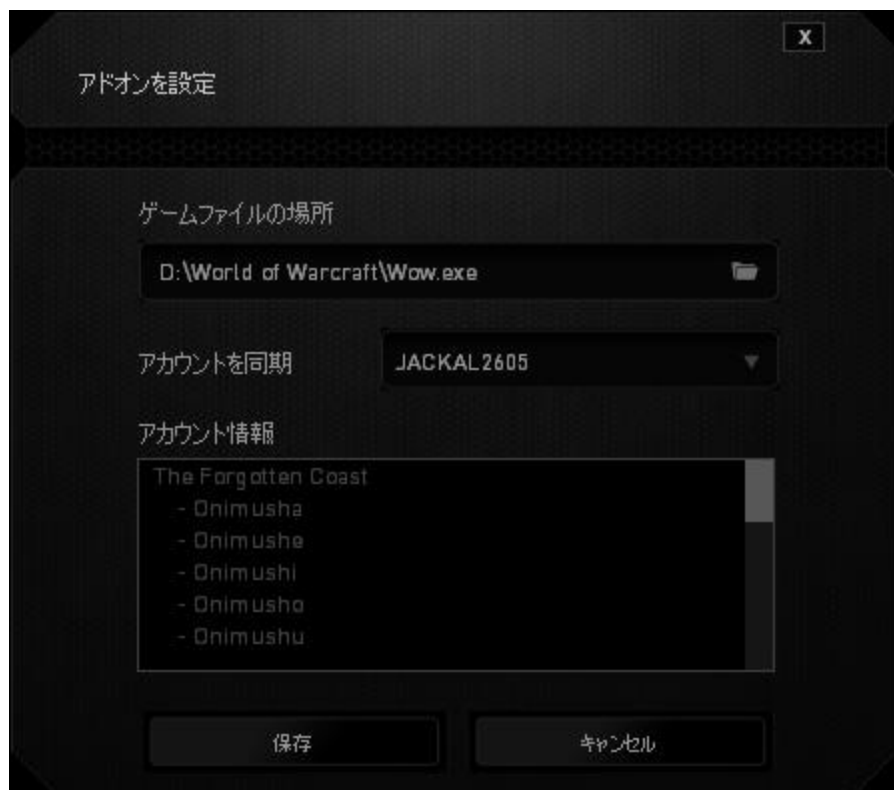 X
アドオンを設定
ゲームファイルの場所
D:\World of Warcraft\Wow.exe
アカウントを同期
JACKAL2605
アカウント情報
The Forgotten Coast
- Onimusha
- Onimushe
- Onimushi
- Onimusho
- Onimushu
保存
キャンセル